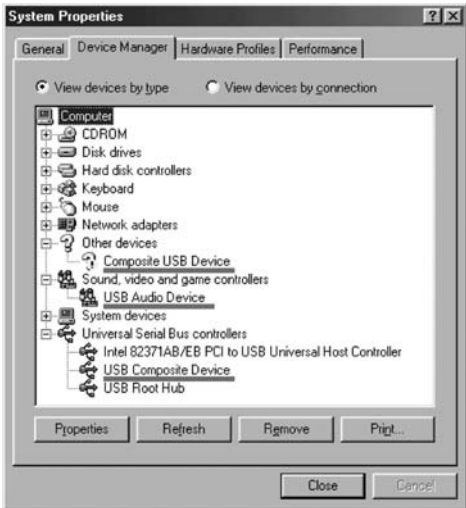 System Properties
General Device Manager Hardware Profiles Performance
View devices by type View devices by connection
Computer
CDROM
Disk drives
Hard disk controllers
Keyboard
Mouse
Network adapters
Other devices
Composite USB Device
Sound, video and game controllers
USB Audio Device
System devices
Universal Serial Bus controllers
Intel 82371AB/EB PCI to USB Universal Host Controller
USB Composite Device
USB Root Hub
Properties Refresh Remove Print...
Close Cancel